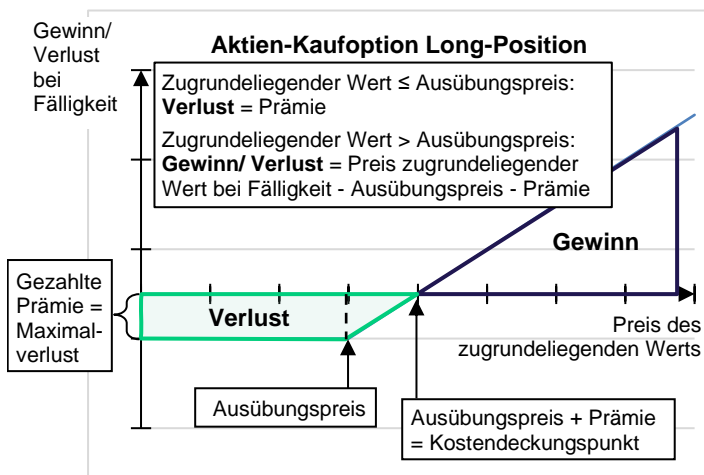 Gewinn/
Verlust
bei
Fälligkeit
Aktien-Kaufoption Long-Position
Zugrundeliegender Wert ≤ Ausübungspreis:
Verlust = Prämie
Zugrundeliegender Wert > Ausübungspreis:
Gewinn/ Verlust = Preis zugrundeliegender
Wert bei Fälligkeit - Ausübungspreis - Prämie
Gewinn
Gezahlte
Prämie =
Maximal-
verlust
Verlust
Preis des
zugrundeliegenden Werts
Ausübungspreis
Ausübungspreis + Prämie
= Kostendeckungspunkt